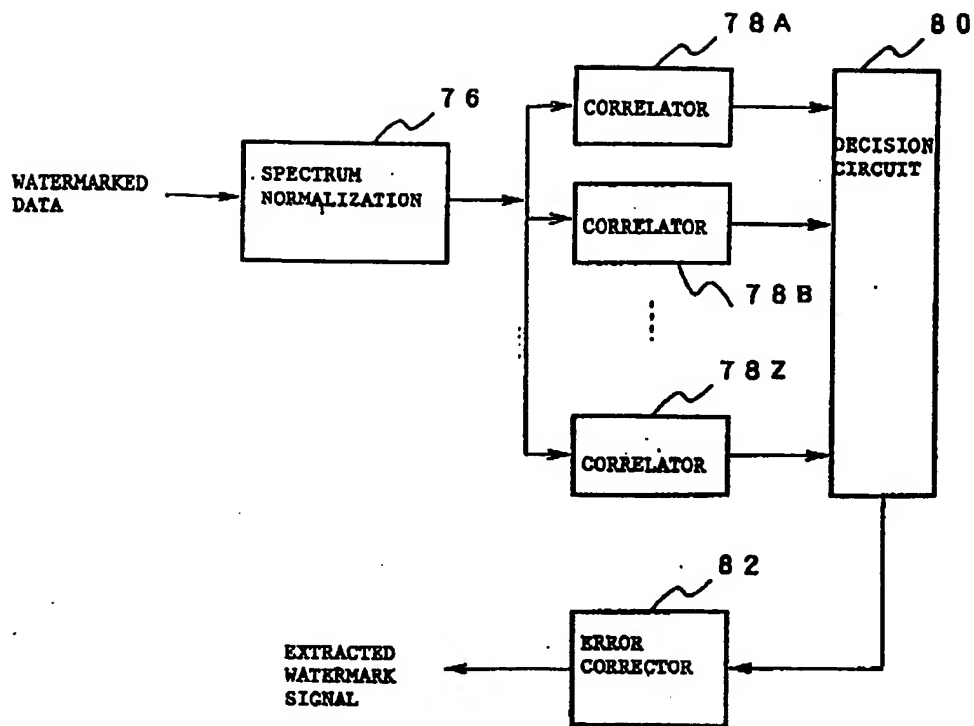 78A
80
76
CORRELATOR
DECISION
CIRCUIT
WATERMARKED
DATA
SPECTRUM
NORMALIZATION
CORRELATOR
78B
78Z
CORRELATOR
82
EXTRACTED
WATERMARK
SIGNAL
ERROR
CORRECTOR